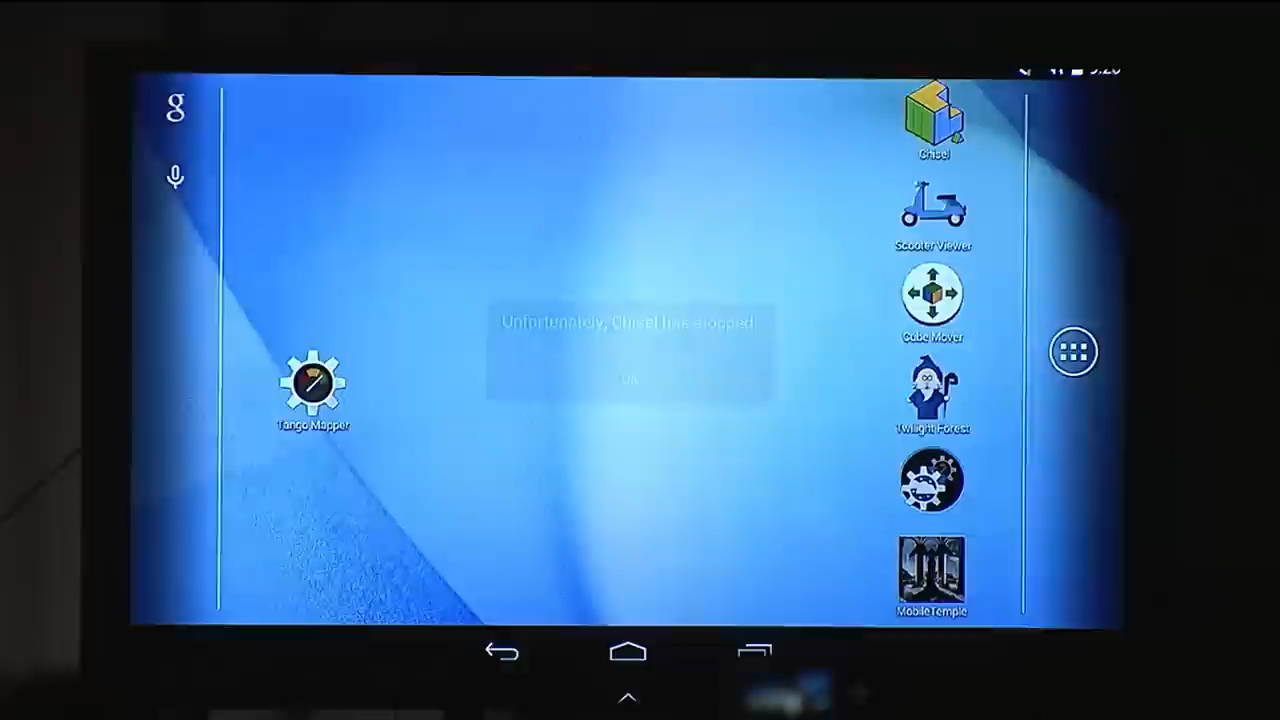 g
Chisel
Scooter Viewer
Unfortunately, Chisel has stopped.
OK
Cube Mover
Tango Mapper
Twilight Forest
MobileTemple